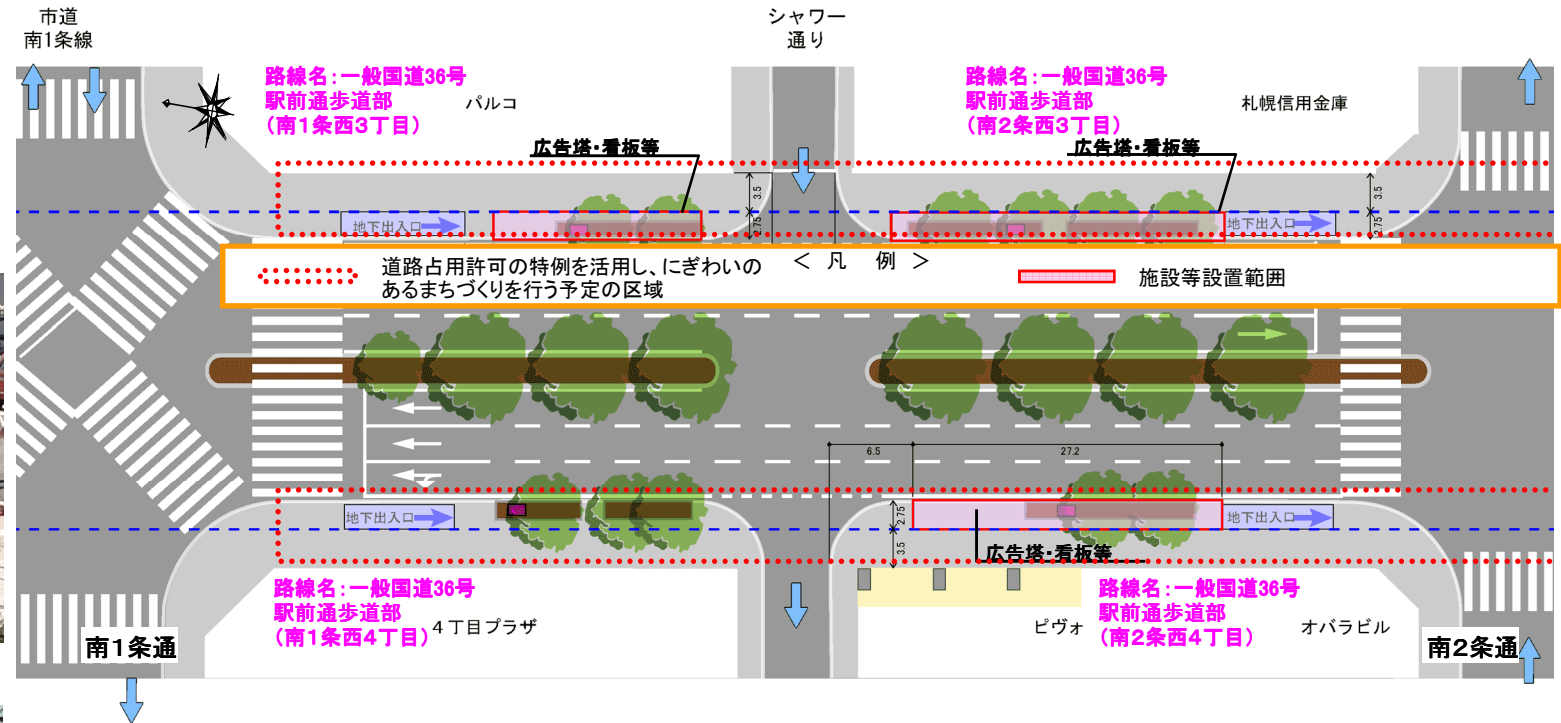 市道
南1条線
シャワー
通り
路線名：一般国道36号
駅前通歩道部
（南1条西3丁目）
パルコ
路線名：一般国道36号
駅前通歩道部
（南2条西3丁目）
札幌信用金庫
広告塔・看板等
広告塔・看板等
3.5
2.75
3.5
2.75
地下出入口
地下出入口
＜ 凡 例 ＞
道路占用許可の特例を活用し、にぎわいの
あるまちづくりを行う予定の区域
施設等設置範囲
6.5
27.2
地下出入口
2.75
3.5
地下出入口
広告塔・看板等
路線名：一般国道36号
駅前通歩道部
（南1条西4丁目）
４丁目プラザ
ピヴォ
路線名：一般国道36号
駅前通歩道部
（南2条西4丁目）
オバラビル
南1条通
南2条通